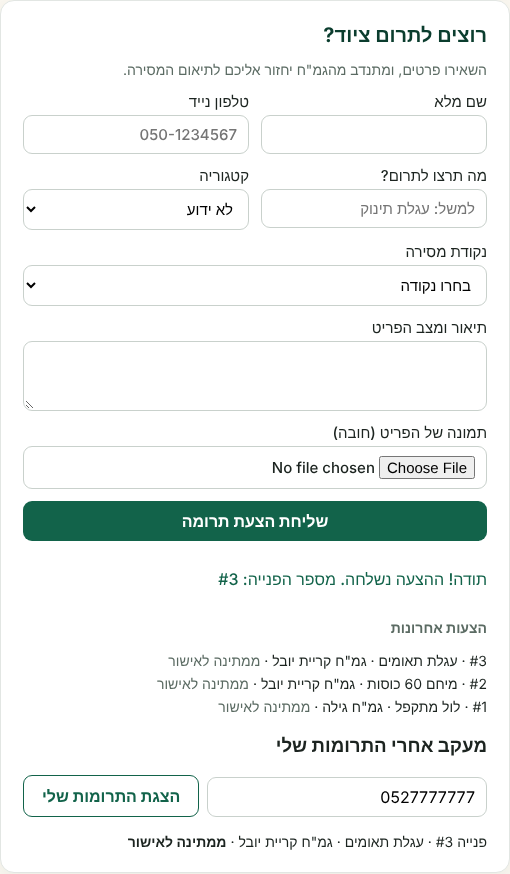 רוצים לתרום ציוד?
השאירו פרטים, ומתנדב מהגמ"ח יחזור אליכם לתיאום המסירה.
שם מלא
טלפון נייד
050-1234567
מה תרצו לתרום?
קטגוריה
למשל: עגלת תינוק
לא ידוע
נקודת מסירה
בחרו נקודה
תיאור ומצב הפריט
תמונה של הפריט (חובה)
Choose File No file chosen
שליחת הצעת תרומה
תודה! ההצעה נשלחה. מספר הפנייה: #3
הצעות אחרונות
#3 · עגלת תאומים · גמ"ח קריית יובל · ממתינה לאישור
#2 · מיחם 60 כוסות · גמ"ח קריית יובל · ממתינה לאישור
#1 · לול מתקפל · גמ"ח גילה · ממתינה לאישור
מעקב אחרי התרומות שלי
0527777777
הצגת התרומות שלי
פנייה #3 · עגלת תאומים · גמ"ח קריית יובל · ממתינה לאישור